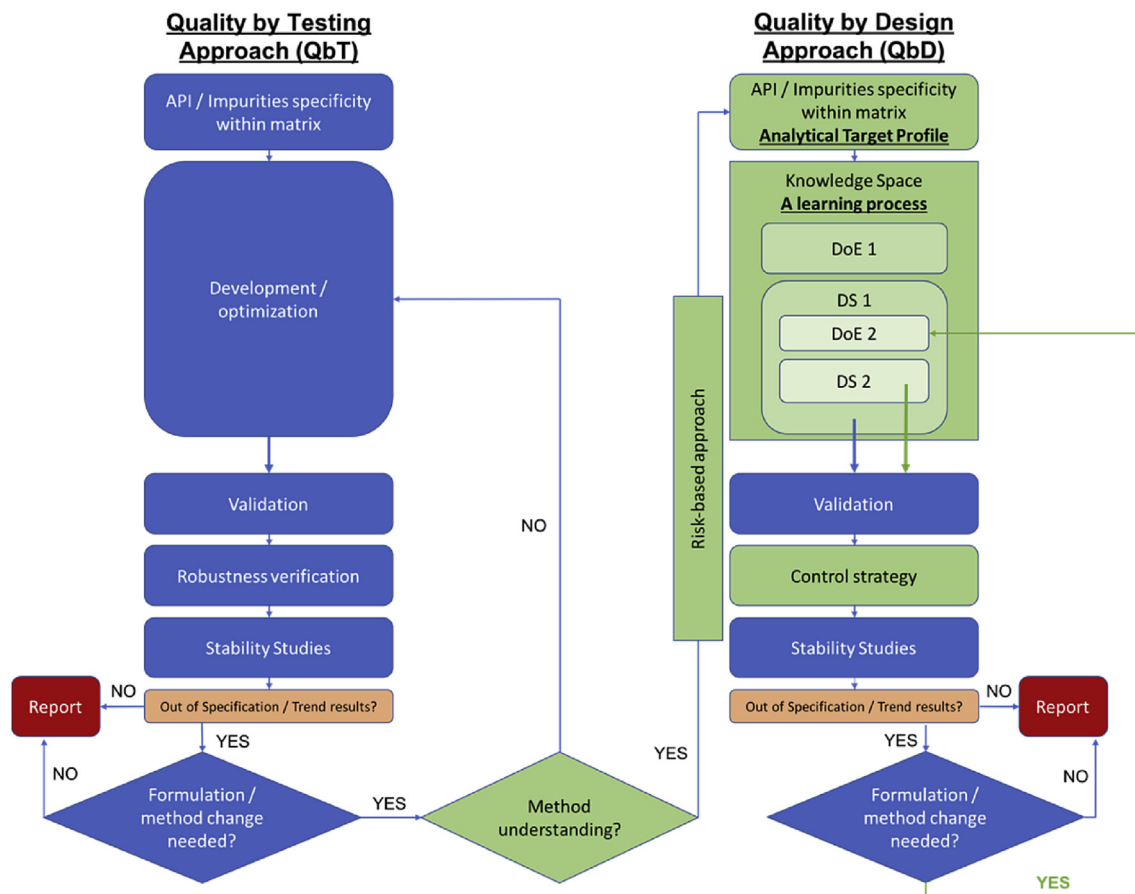 Quality by Testing
Approach (QbT)
API / Impurities specificity
within matrix
Development /
optimization
Validation
Robustness verification
Stability Studies
Out of Specification / Trend results?
NO
Report
YES
NO
Formulation /
method change
needed?
YES
Method
understanding?
NO
YES
Risk-based approach
Quality by Design
Approach (QbD)
API / Impurities specificity
within matrix
Analytical Target Profile
Knowledge Space
A learning process
DoE 1
DS 1
DoE 2
DS 2
Validation
Control strategy
Stability Studies
Out of Specification / Trend results?
NO
Report
YES
NO
Formulation /
method change
needed?
YES